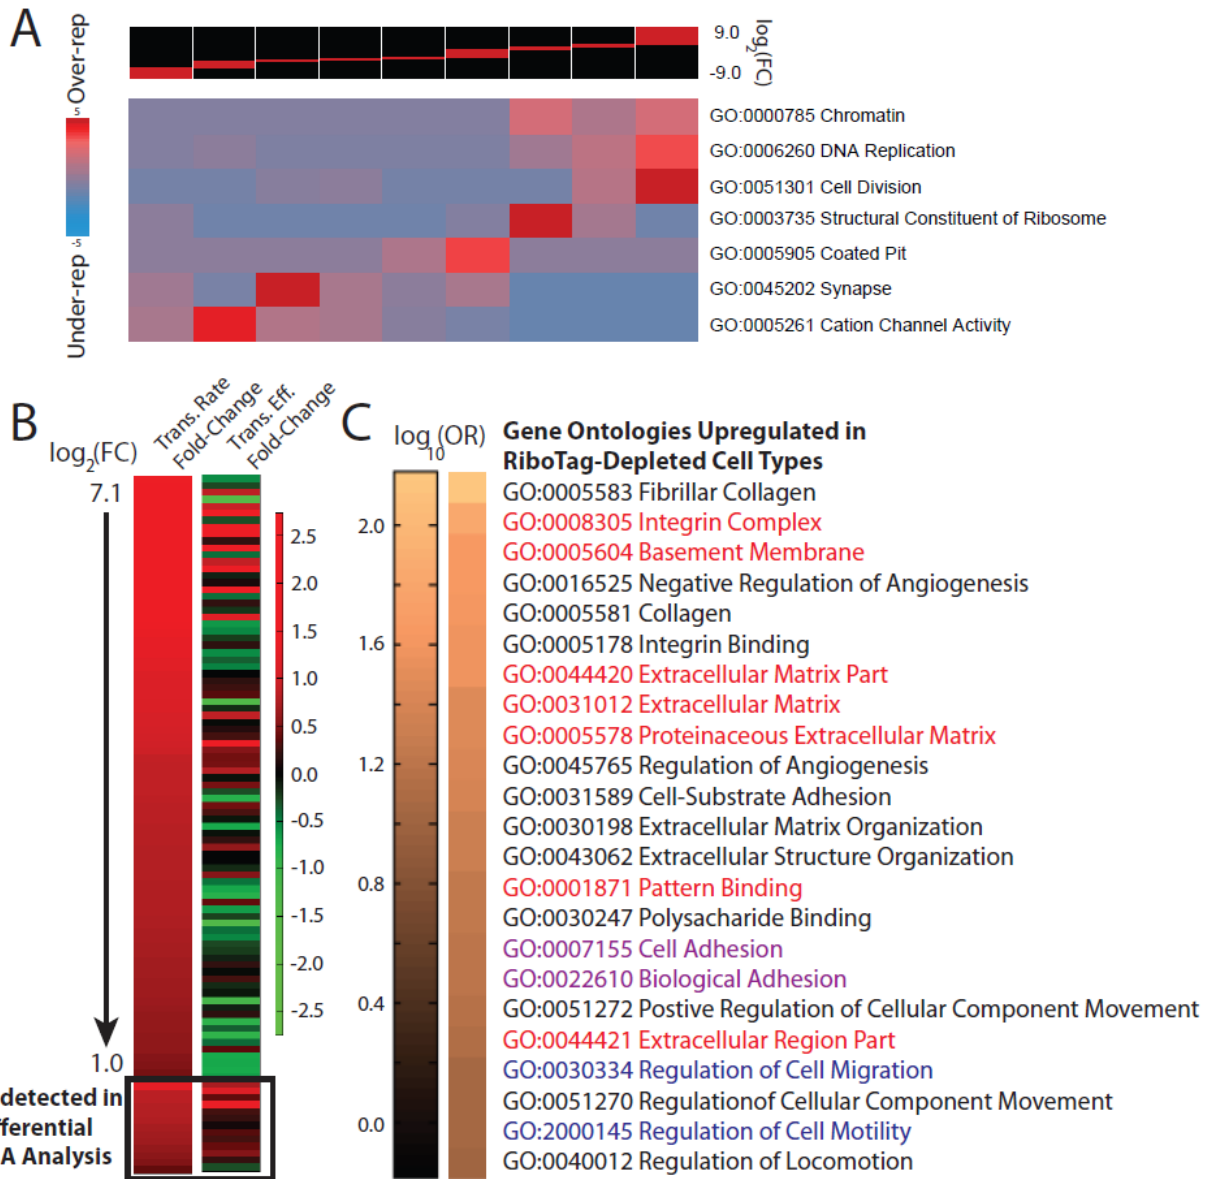 A
Over-rep
5
-5
Under-rep
9.0
-9.0
log2(FC)
GO:0000785 Chromatin
GO:0006260 DNA Replication
GO:0051301 Cell Division
GO:0003735 Structural Constituent of Ribosome
GO:0005905 Coated Pit
GO:0045202 Synapse
GO:0005261 Cation Channel Activity
B
log2(FC)
7.1
1.0
Trans. Rate
Fold-Change
Trans. Eff.
Fold-Change
2.5
2.0
1.5
1.0
0.5
0.0
-0.5
-1.0
-1.5
-2.0
-2.5
detected in
ferential
A Analysis
C
log10(OR)
2.0
1.6
1.2
0.8
0.4
0.0
Gene Ontologies Upregulated in
RiboTag-Depleted Cell Types
GO:0005583 Fibrillar Collagen
GO:0008305 Integrin Complex
GO:0005604 Basement Membrane
GO:0016525 Negative Regulation of Angiogenesis
GO:0005581 Collagen
GO:0005178 Integrin Binding
GO:0044420 Extracellular Matrix Part
GO:0031012 Extracellular Matrix
GO:0005578 Proteinaceous Extracellular Matrix
GO:0045765 Regulation of Angiogenesis
GO:0031589 Cell-Substrate Adhesion
GO:0030198 Extracellular Matrix Organization
GO:0043062 Extracellular Structure Organization
GO:0001871 Pattern Binding
GO:0030247 Polysacharide Binding
GO:0007155 Cell Adhesion
GO:0022610 Biological Adhesion
GO:0051272 Postive Regulation of Cellular Component Movement
GO:0044421 Extracellular Region Part
GO:0030334 Regulation of Cell Migration
GO:0051270 Regulationof Cellular Component Movement
GO:2000145 Regulation of Cell Motility
GO:0040012 Regulation of Locomotion